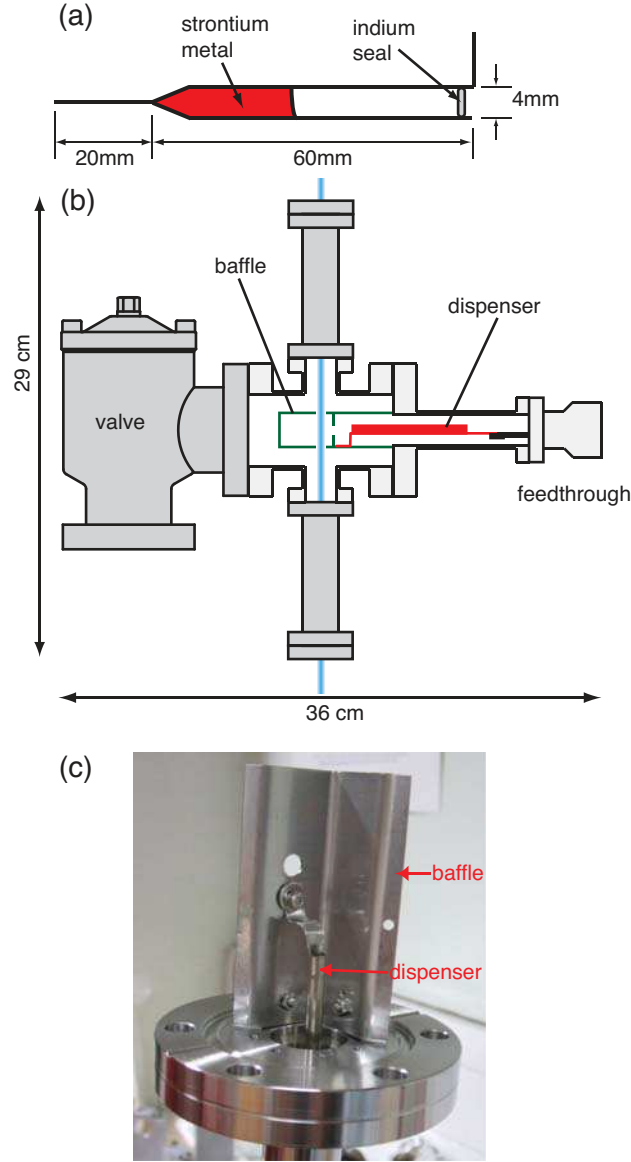 (a)
strontium
metal
indium
seal
4mm
20mm
60mm
(b)
baffle
dispenser
29 cm
valve
feedthrough
36 cm
(c)
baffle
dispenser